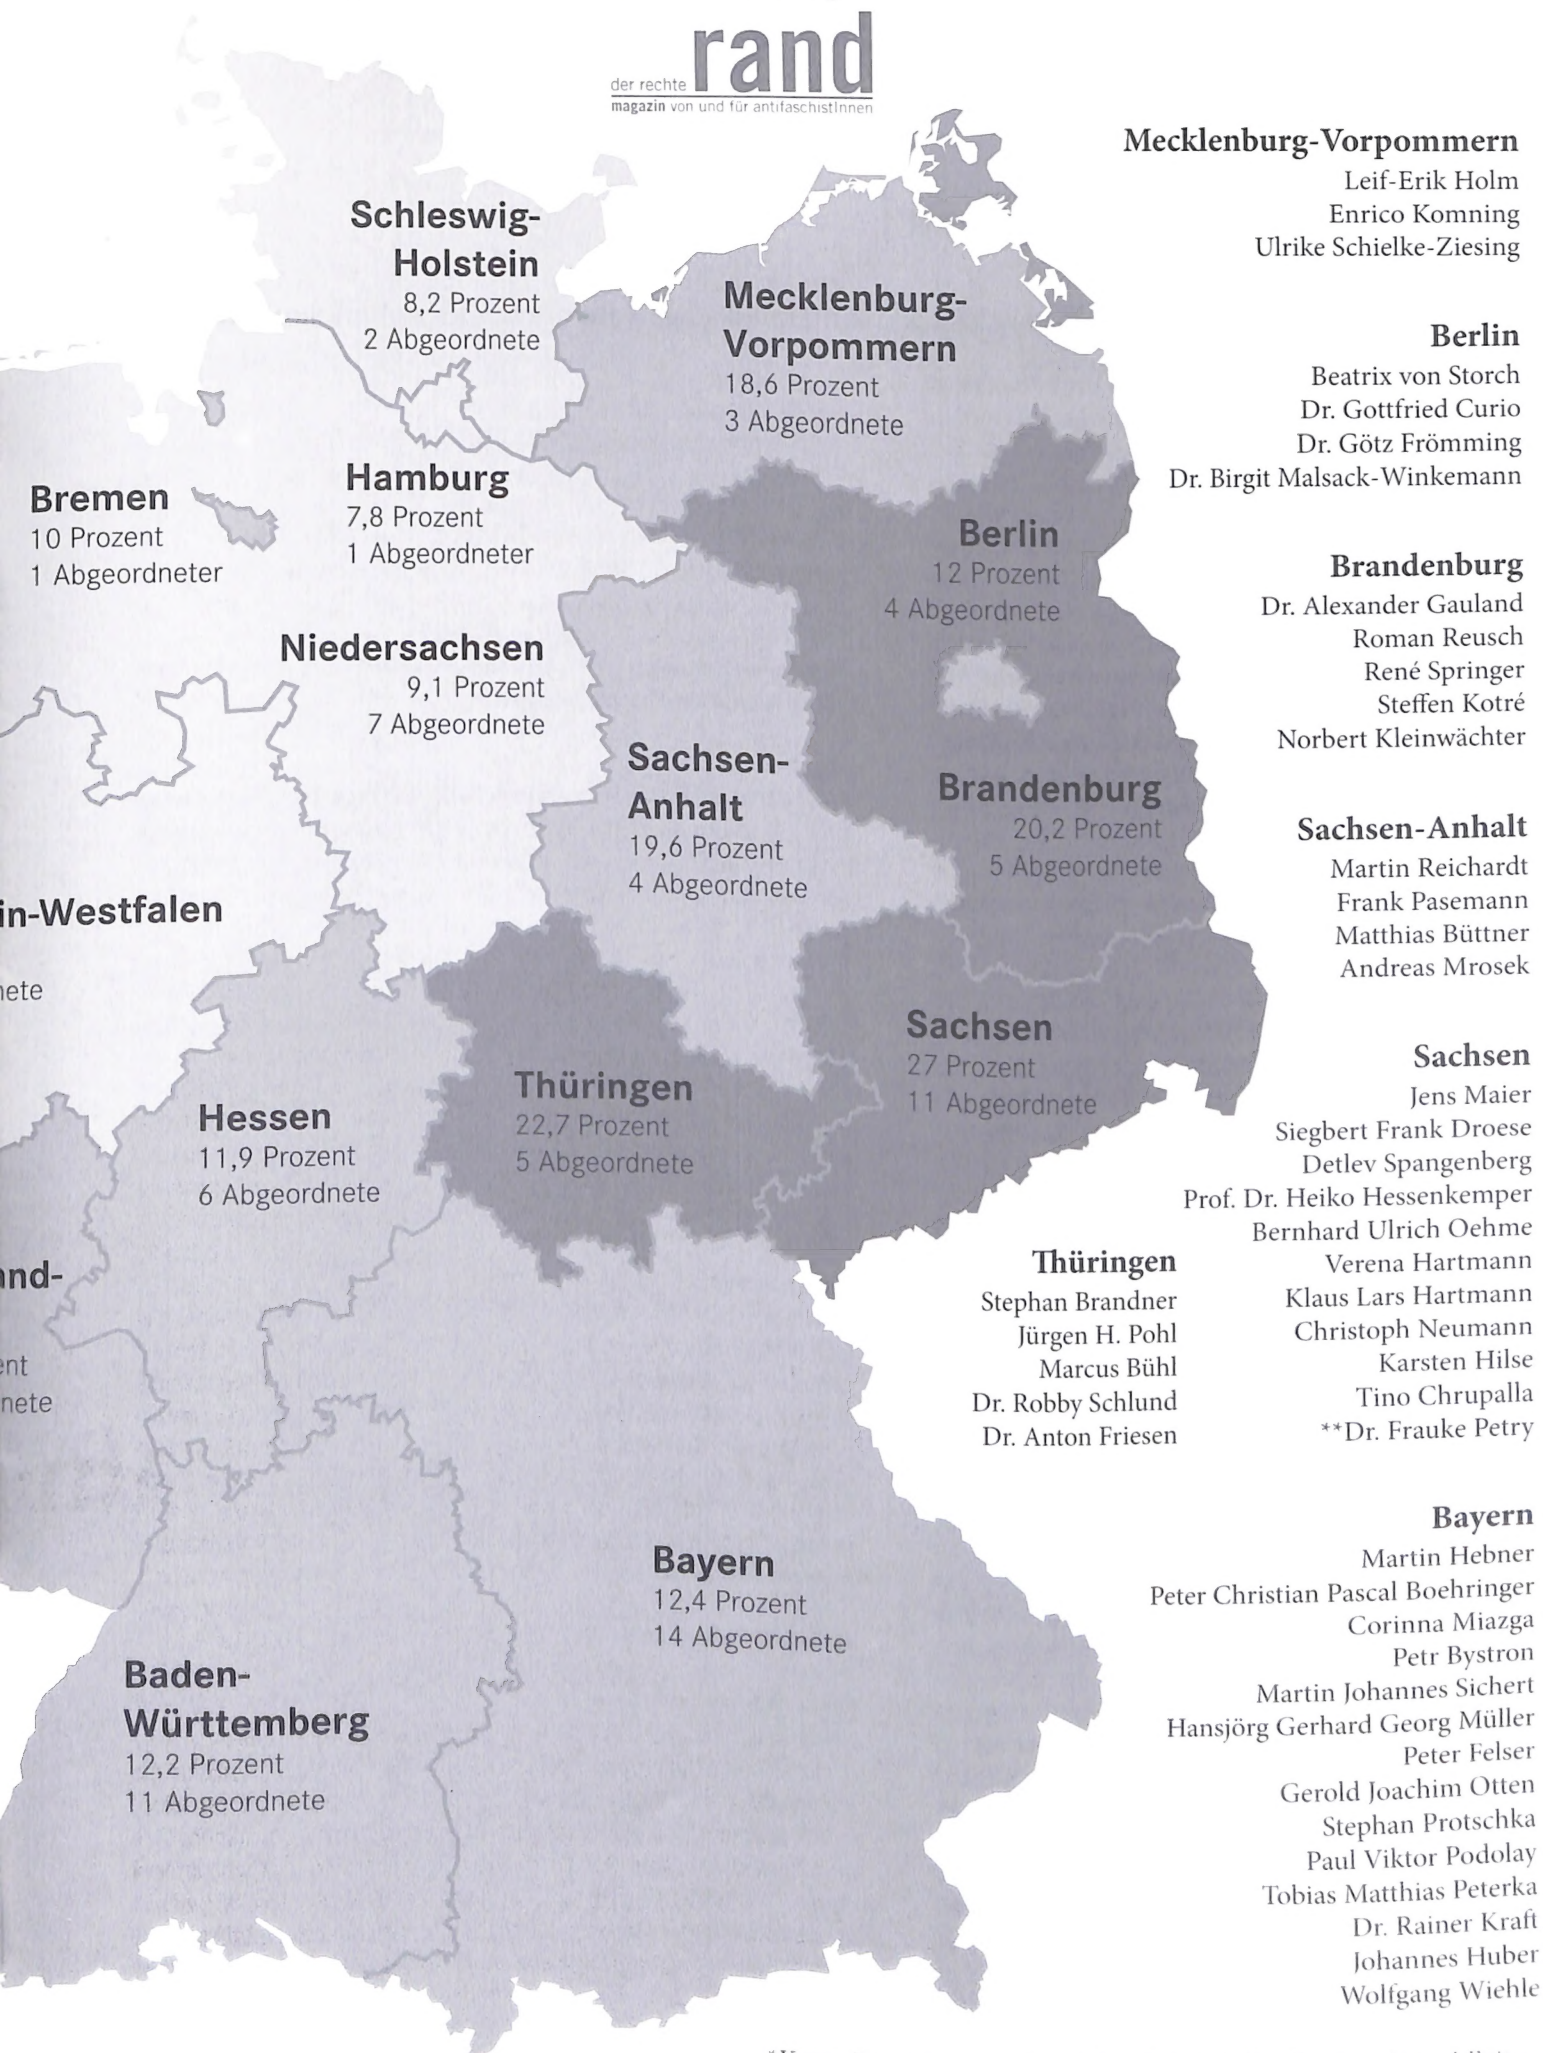 der rechte rand
magazin von und für antifaschistInnen
Schleswig-
Holstein
8,2 Prozent
2 Abgeordnete
Mecklenburg-
Vorpommern
18,6 Prozent
3 Abgeordnete
Bremen
10 Prozent
1 Abgeordneter
Hamburg
7,8 Prozent
1 Abgeordneter
Berlin
12 Prozent
4 Abgeordnete
Niedersachsen
9,1 Prozent
7 Abgeordnete
Sachsen-
Anhalt
19,6 Prozent
4 Abgeordnete
Brandenburg
20,2 Prozent
5 Abgeordnete
in-Westfalen
nete
Sachsen
27 Prozent
11 Abgeordnete
Thüringen
22,7 Prozent
5 Abgeordnete
Hessen
11,9 Prozent
6 Abgeordnete
and-
ent
nete
Bayern
12,4 Prozent
14 Abgeordnete
Baden-
Württemberg
12,2 Prozent
11 Abgeordnete
Mecklenburg-Vorpommern
Leif-Erik Holm
Enrico Komning
Ulrike Schielke-Ziesing
Berlin
Beatrix von Storch
Dr. Gottfried Curio
Dr. Götz Frömming
Dr. Birgit Malsack-Winkemann
Brandenburg
Dr. Alexander Gauland
Roman Reusch
René Springer
Steffen Kotré
Norbert Kleinwächter
Sachsen-Anhalt
Martin Reichardt
Frank Pasemann
Matthias Büttner
Andreas Mrosek
Sachsen
Jens Maier
Siegbert Frank Droese
Detlev Spangenberg
Prof. Dr. Heiko Hessenkemper
Bernhard Ulrich Oehme
Verena Hartmann
Klaus Lars Hartmann
Christoph Neumann
Karsten Hilse
Tino Chrupalla
**Dr. Frauke Petry
Thüringen
Stephan Brandner
Jürgen H. Pohl
Marcus Bühl
Dr. Robby Schlund
Dr. Anton Friesen
Bayern
Martin Hebner
Peter Christian Pascal Boehringer
Corinna Miazga
Petr Bystron
Martin Johannes Sichert
Hansjörg Gerhard Georg Müller
Peter Felser
Gerold Joachim Otten
Stephan Protschka
Paul Viktor Podolay
Tobias Matthias Peterka
Dr. Rainer Kraft
Johannes Huber
Wolfgang Wiehle